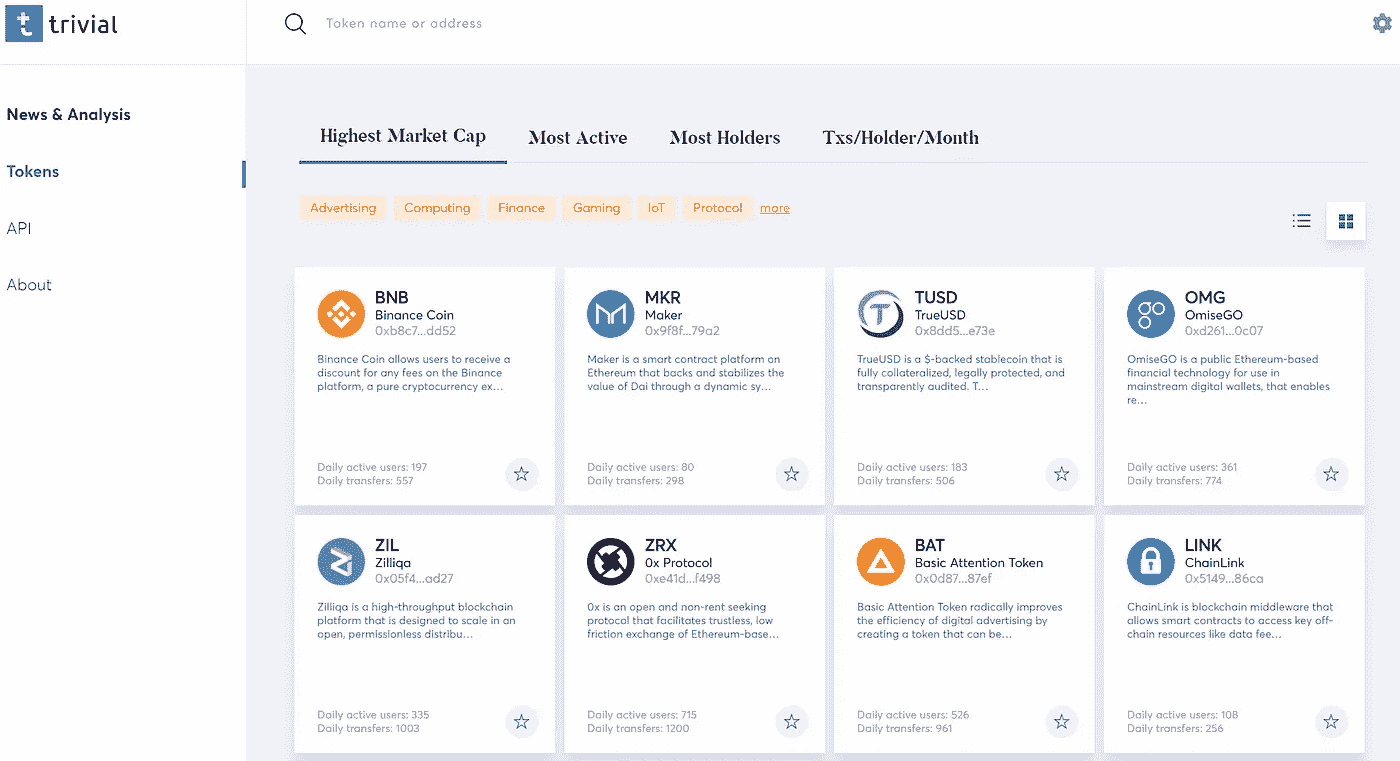 trivial
Token name or address
News & Analysis
Tokens
API
About
Highest Market Cap
Most Active
Most Holders
Txs/Holder/Month
Advertising
Computing
Finance
Gaming
IoT
Protocol
more
BNB
Binance Coin
0xb8c7...dd52
Binance Coin allows users to receive a
discount for any fees on the Binance
platform, a pure cryptocurrency ex...
Daily active users: 197
Daily transfers: 557
MKR
Maker
0x9f8f...79a2
Maker is a smart contract platform on
Ethereum that backs and stabilizes the
value of Dai through a dynamic sy...
Daily active users: 80
Daily transfers: 298
TUSD
TrueUSD
0x8dd5...e73e
TrueUSD is a $-backed stablecoin that is
fully collateralized, legally protected, and
transparently audited. T...
Daily active users: 183
Daily transfers: 506
OMG
OmiseGO
0xd261...0c07
OmiseGO is a public Ethereum-based
financial technology for use in
mainstream digital wallets, that enables
re...
Daily active users: 361
Daily transfers: 774
ZIL
Zilliqa
0x05f4...ad27
Zilliqa is a high-throughput blockchain
platform that is designed to scale in an
open, permissionless distribu...
Daily active users: 335
Daily transfers: 1003
ZRX
0x Protocol
0xe41d...f498
0x is an open and non-rent seeking
protocol that facilitates trustless, low
friction exchange of Ethereum-base...
Daily active users: 715
Daily transfers: 1200
BAT
Basic Attention Token
0x0d87...87ef
Basic Attention Token radically improves
the efficiency of digital advertising by
creating a token that can be...
Daily active users: 526
Daily transfers: 961
LINK
ChainLink
0x5149...86ca
ChainLink is blockchain middleware that
allows smart contracts to access key off-
chain resources like data fee...
Daily active users: 108
Daily transfers: 256